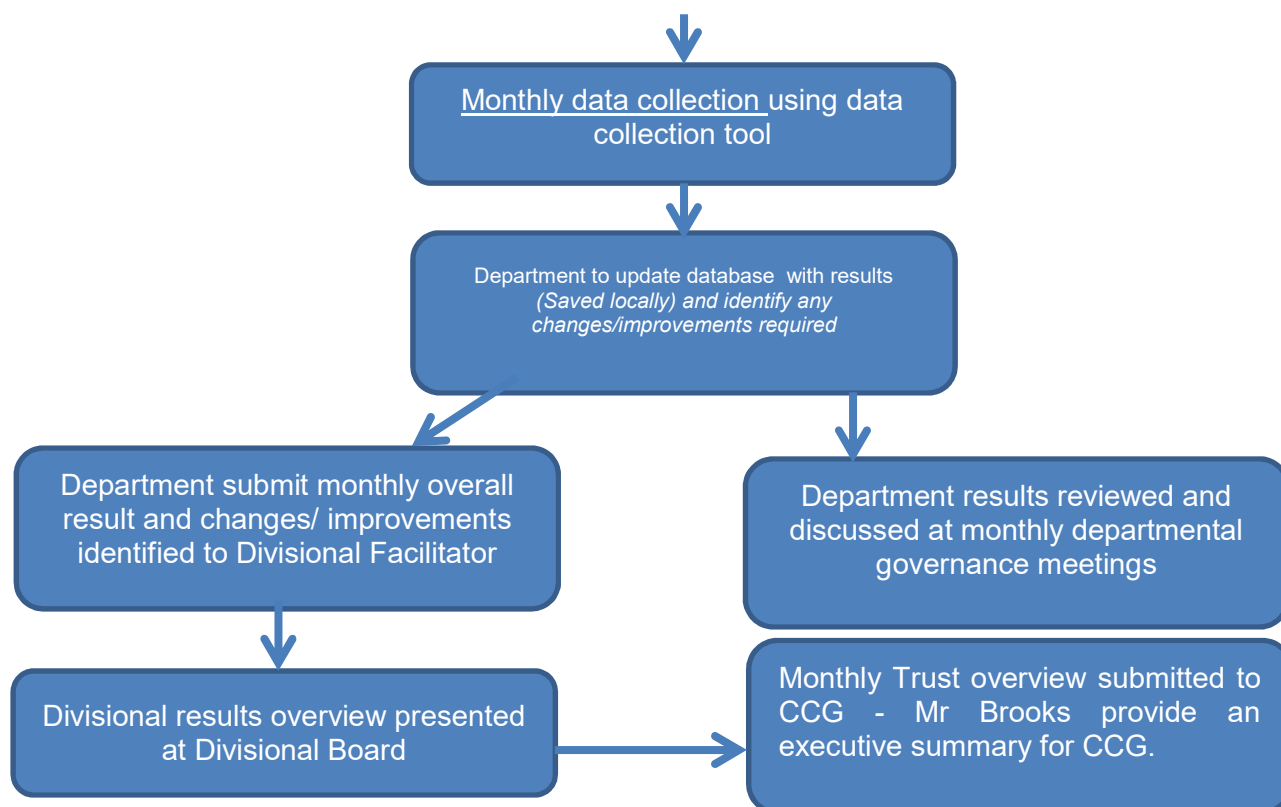 Monthly data collection using data
collection tool
Department to update database with results
(Saved locally) and identify any
changes/improvements required
Department submit monthly overall
result and changes/ improvements
identified to Divisional Facilitator
Department results reviewed and
discussed at monthly departmental
governance meetings
Divisional results overview presented
at Divisional Board
Monthly Trust overview submitted to
CCG - Mr Brooks provide an
executive summary for CCG.